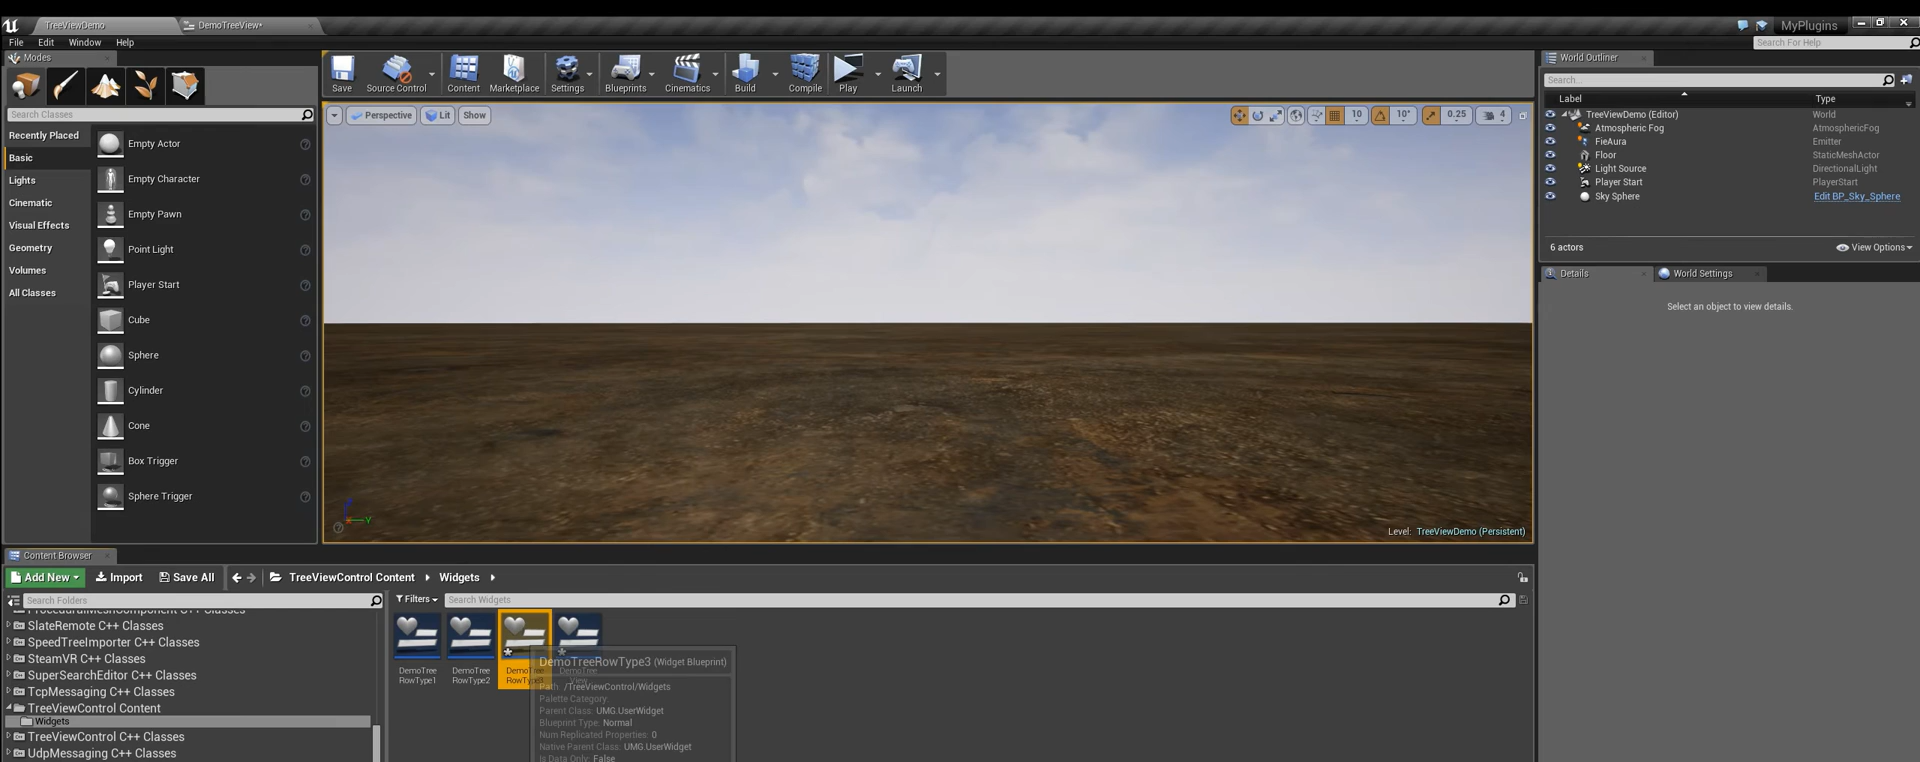 TreeViewDemo
DemoTreeView*
MyPlugins
File Edit Window Help
Search For Help
Modes
Search Classes
Recently Placed
Basic
Lights
Cinematic
Visual Effects
Geometry
Volumes
All Classes
Empty Actor
Empty Character
Empty Pawn
Point Light
Player Start
Cube
Sphere
Cylinder
Cone
Box Trigger
Sphere Trigger
Save Source Control Content Marketplace Settings Blueprints Cinematics Build Compile Play Launch
Perspective Lit Show
10 10° 0.25 4
Level: TreeViewDemo (Persistent)
World Outliner
Search...
Label Type
TreeViewDemo (Editor) World
Atmospheric Fog AtmosphericFog
FieAura Emitter
Floor StaticMeshActor
Light Source DirectionalLight
Player Start PlayerStart
Sky Sphere Edit BP_Sky_Sphere
6 actors View Options
Details World Settings
Select an object to view details.
Content Browser
Add New Import Save All TreeViewControl Content Widgets
Search Folders
ProceduralMeshComponent C++ Classes
SlateRemote C++ Classes
SpeedTreeImporter C++ Classes
SteamVR C++ Classes
SuperSearchEditor C++ Classes
TcpMessaging C++ Classes
TreeViewControl Content
Widgets
TreeViewControl C++ Classes
UdpMessaging C++ Classes
Filters Search Widgets
DemoTree
RowType1
DemoTree
RowType2
DemoTree
RowType3
DemoTree
View
DemoTreeRowType3 (Widget Blueprint)
Path: /TreeViewControl/Widgets
Palette Category
Parent Class: UMG.UserWidget
Blueprint Type: Normal
Num Replicated Properties: 0
Native Parent Class: UMG.UserWidget
Is Data Only: False